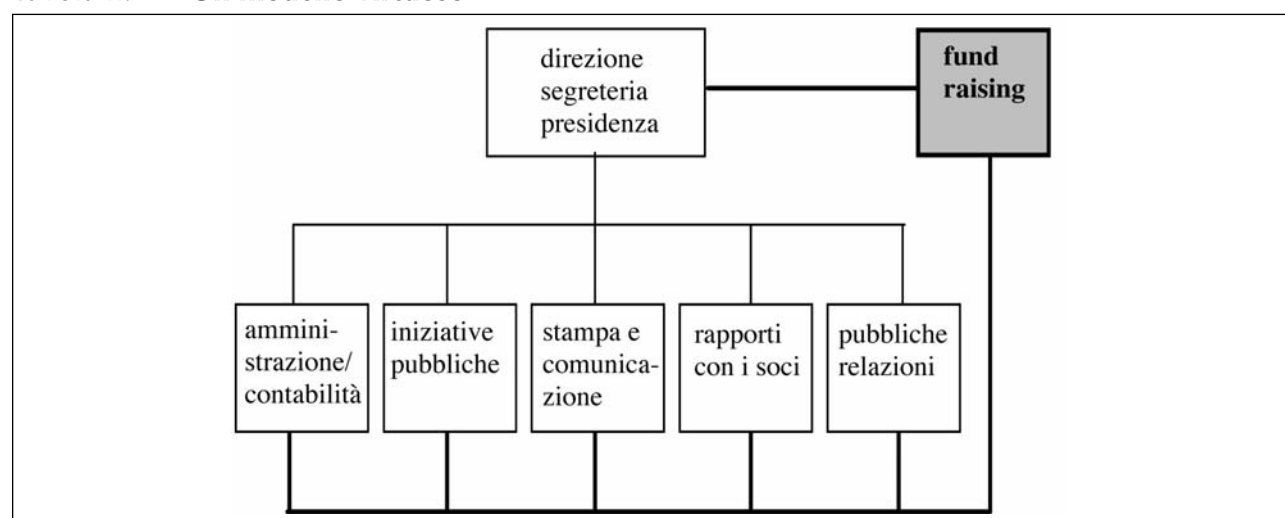 direzione
segreteria
presidenza
fund
raising
ammini-
strazione/
contabilità
iniziative
pubbliche
stampa e
comunica-
zione
rapporti
con i soci
pubbliche
relazioni